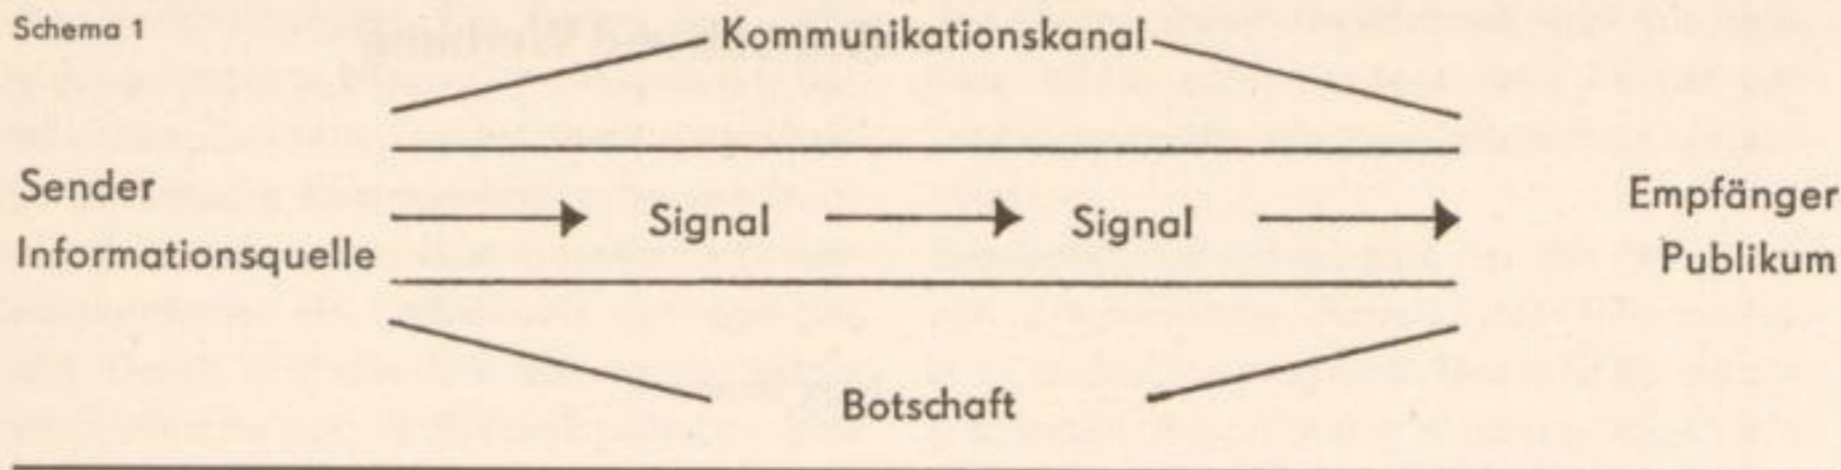 Schema 1
Kommunikationskanal
Sender
Informationsquelle
Signal
Signal
Empfänger
Publikum
Botschaft